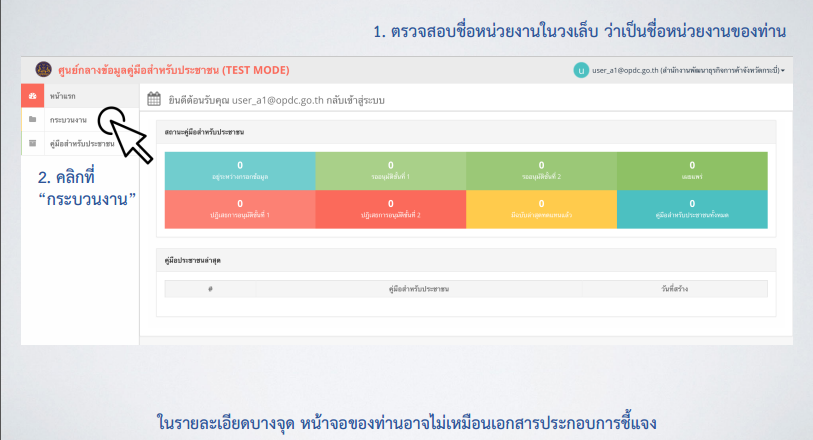 1. ตรวจสอบชื่อหน่วยงานในวงเล็บ ว่าเป็นชื่อหน่วยงานของท่าน
ศูนย์กลางข้อมูลคู่มือสำหรับประชาชน (TEST MODE)
U user_a1@opdc.go.th (สำนักงานพัฒนาธุรกิจการค้าจังหวัดกระบี่)
หน้าแรก
ยินดีต้อนรับคุณ user_a1@opdc.go.th กลับเข้าสู่ระบบ
กระบวนงาน
คู่มือสำหรับประชาชน
2. คลิกที่
“กระบวนงาน”
สถานะคู่มือสำหรับประชาชน
0 0 0 0
อยู่ระหว่างกรอกข้อมูล รออนุมัติขั้นที่ 1 รออนุมัติขั้นที่ 2 เผยแพร่
0 0 0 0
ปฏิเสธการอนุมัติขั้นที่ 1 ปฏิเสธการอนุมัติขั้นที่ 2 มีฉบับล่าสุดทดแทนแล้ว คู่มือสำหรับประชาชนทั้งหมด
คู่มือประชาชนล่าสุด
# คู่มือสำหรับประชาชน วันที่สร้าง
ในรายละเอียดบางจุด หน้าจอของท่านอาจไม่เหมือนเอกสารประกอบการชี้แจง